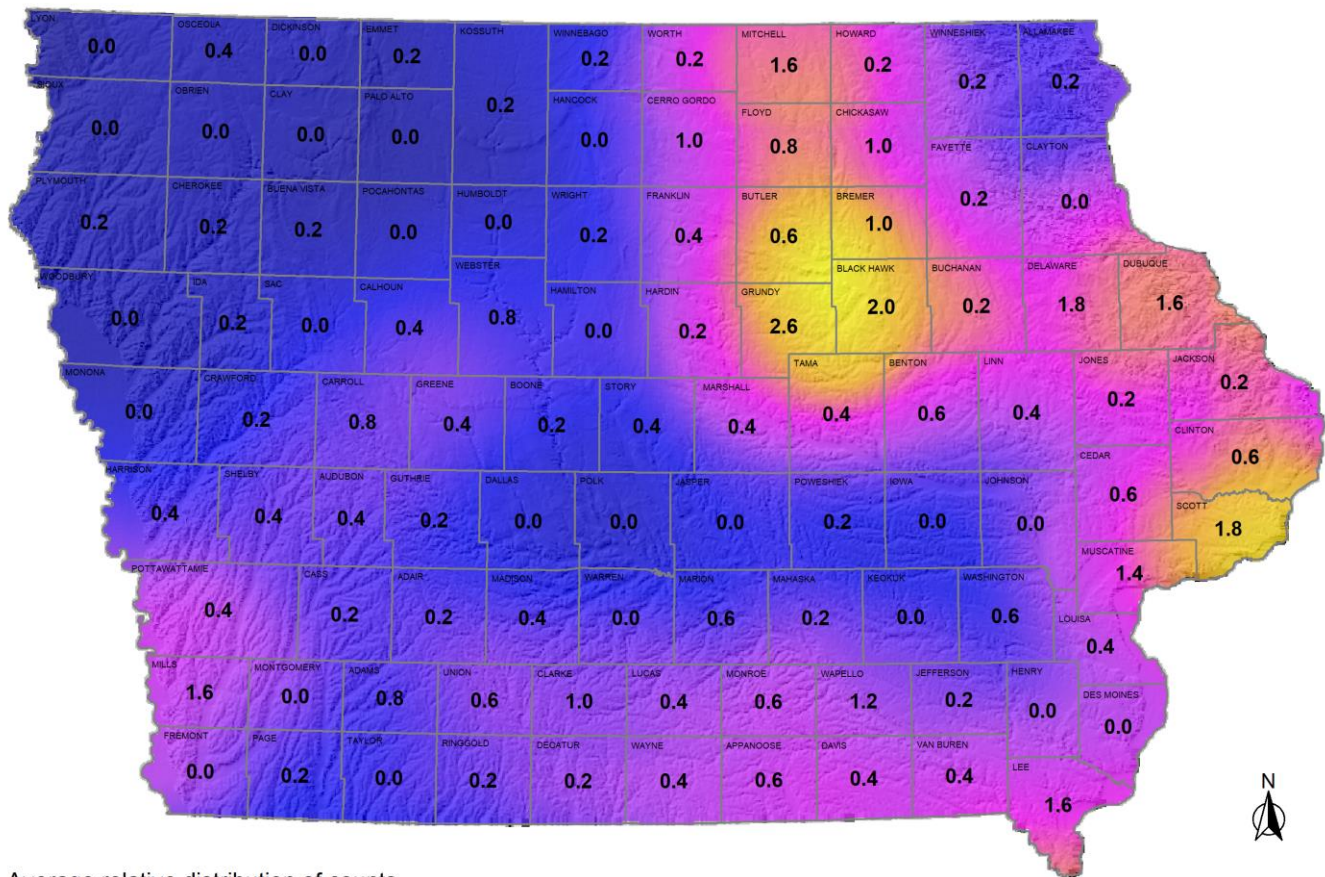 LYON OSCEOLA DICKINSON EMMET KOSSUTH WINNEBAGO WORTH MITCHELL HOWARD WINNESHIEK ALLAMAKEE
0.0 0.4 0.0 0.2 0.2 0.2 0.2 1.6 0.2 0.2 0.2
SIOUX OBRIEN CLAY PALO ALTO HANCOCK CERRO GORDO FLOYD CHICKASAW FAYETTE CLAYTON
0.0 0.0 0.0 0.0 0.0 1.0 0.8 1.0 0.2 0.0
PLYMOUTH CHEROKEE BUENA VISTA POCAHONTAS HUMBOLDT WRIGHT FRANKLIN BUTLER BREMER
0.2 0.2 0.2 0.0 0.0 0.2 0.4 0.6 1.0
WOODBURY IDA SAC CALHOUN WEBSTER HAMILTON HARDIN GRUNDY BLACK HAWK BUCHANAN DELAWARE DUBUQUE
0.0 0.2 0.0 0.4 0.8 0.0 0.2 2.6 2.0 0.2 1.8 1.6
MONONA CRAWFORD CARROLL GREENE BOONE STORY MARSHALL TAMA BENTON LINN JONES JACKSON
0.0 0.2 0.8 0.4 0.2 0.4 0.4 0.4 0.6 0.4 0.2 0.2
CLINTON
0.6
HARRISON SHELBY AUDUBON GUTHRIE DALLAS POLK JASPER POWESHIEK IOWA JOHNSON CEDAR SCOTT
0.4 0.4 0.4 0.2 0.0 0.0 0.0 0.2 0.0 0.0 0.6 1.8
POTTAWATTAMIE CASS ADAIR MADISON WARREN MARION MAHASKA KEOKUK WASHINGTON MUSCATINE
0.4 0.2 0.2 0.4 0.0 0.6 0.2 0.0 0.6 1.4
LOUISA
0.4
MILLS MONTGOMERY ADAMS UNION CLARKE LUCAS MONROE WAPELLO JEFFERSON HENRY DES MOINES
1.6 0.0 0.8 0.6 1.0 0.4 0.6 1.2 0.2 0.0 0.0
FREMONT PAGE TAYLOR RINGGOLD DECATUR WAYNE APPANOOSE DAVIS VAN BUREN LEE
0.0 0.2 0.0 0.2 0.2 0.4 0.6 0.4 0.4 1.6
N
Average relative distribution of counts